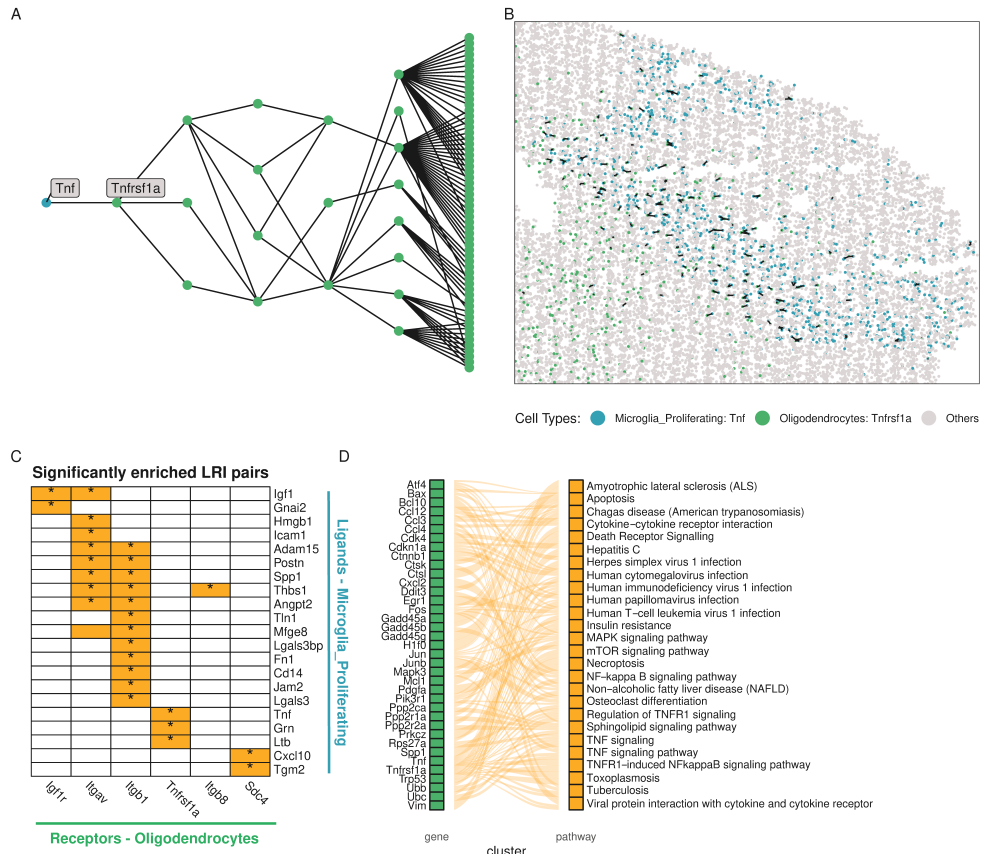 A
B
Tnf
Tnfrsf1a
Cell Types:
Microglia_Proliferating: Tnf
Oligodendrocytes: Tnfrsf1a
Others
C
Significantly enriched LRI pairs
* * Igf1
* Gnai2
* Hmgb1
* Icam1
* * Adam15
* * Postn
* * Spp1
* * * Thbs1
* * Angpt2
* Tln1
* Mfge8
* Lgals3bp
* Fn1
* Cd14
* Jam2
* Lgals3
* Tnf
* Grn
* Ltb
* Cxcl10
* Tgm2
Ligands - Microglia_Proliferating
Igf1r
Itgav
Itgb1
Tnfrsf1a
Itgb8
Sdc4
Receptors - Oligodendrocytes
D
Atf4
Bax
Bcl10
Ccl12
Ccl3
Ccl4
Cdk4
Cdkn1a
Ctnnb1
Ctsk
Ctsl
Cxcl2
Ddit3
Egr1
Fos
Gadd45a
Gadd45b
Gadd45g
H1f0
Jun
Junb
Mapk3
Mcl1
Pdgfa
Pik3r1
Ppp2ca
Ppp2r1a
Ppp2r2a
Prkcz
Rps27a
Spp1
Tnf
Tnfrsf1a
Trp53
Ubb
Ubc
Vim
Amyotrophic lateral sclerosis (ALS)
Apoptosis
Chagas disease (American trypanosomiasis)
Cytokine−cytokine receptor interaction
Death Receptor Signalling
Hepatitis C
Herpes simplex virus 1 infection
Human cytomegalovirus infection
Human immunodeficiency virus 1 infection
Human papillomavirus infection
Human T−cell leukemia virus 1 infection
Insulin resistance
MAPK signaling pathway
mTOR signaling pathway
Necroptosis
NF−kappa B signaling pathway
Non−alcoholic fatty liver disease (NAFLD)
Osteoclast differentiation
Regulation of TNFR1 signaling
Sphingolipid signaling pathway
TNF signaling
TNF signaling pathway
TNFR1−induced NFkappaB signaling pathway
Toxoplasmosis
Tuberculosis
Viral protein interaction with cytokine and cytokine receptor
gene
pathway
cluster